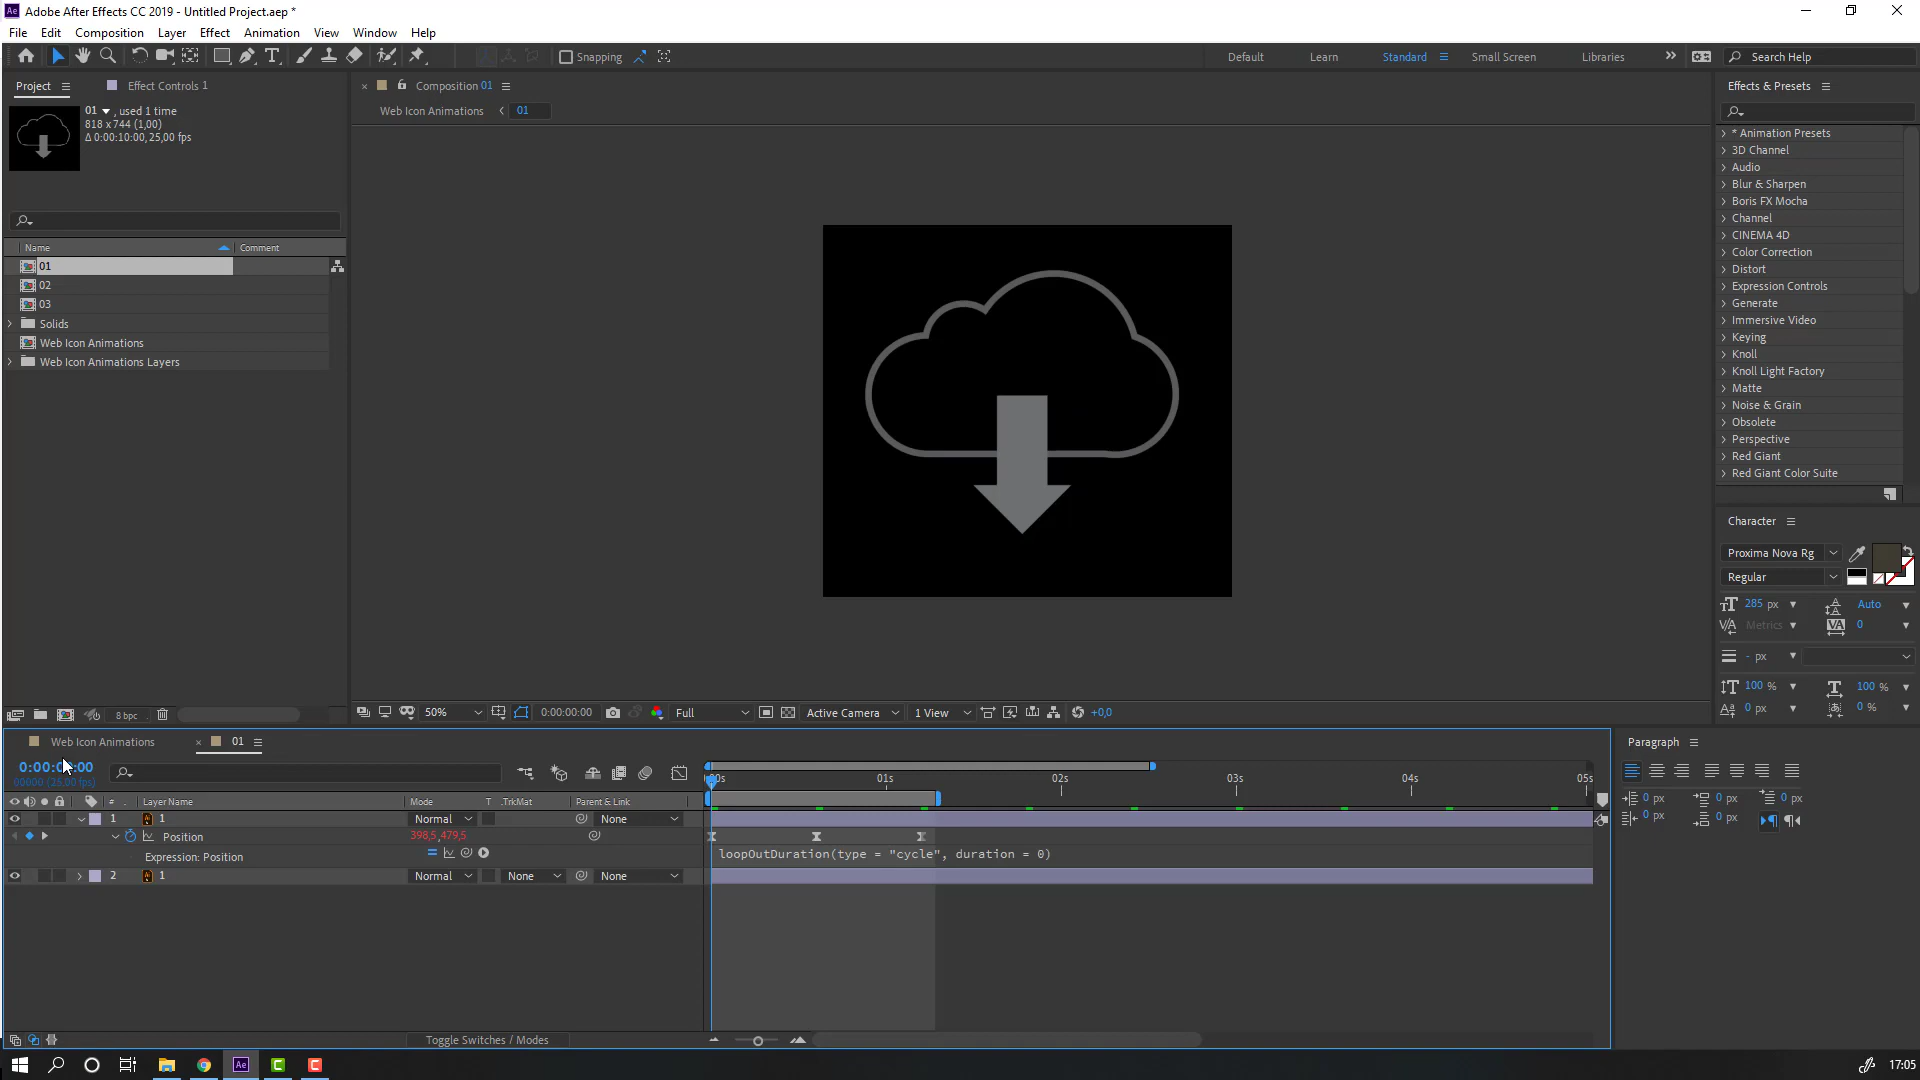 Adobe After Effects CC 2019 - Untitled Project.aep *
File Edit Composition Layer Effect Animation View Window Help
Snapping
Default Learn Standard Small Screen Libraries
Search Help
Project
Effect Controls 1
01 , used 1 time
818 x 744 (1,00)
Δ 0:00:10:00, 25,00 fps
Name Comment
01
02
03
Solids
Web Icon Animations
Web Icon Animations Layers
8 bpc
Composition 01
Web Icon Animations 01
50% 0:00:00:00 Full Active Camera 1 View +0,0
Effects & Presets
* Animation Presets
3D Channel
Audio
Blur & Sharpen
Boris FX Mocha
Channel
CINEMA 4D
Color Correction
Distort
Expression Controls
Generate
Immersive Video
Keying
Knoll
Knoll Light Factory
Matte
Noise & Grain
Obsolete
Perspective
Red Giant
Red Giant Color Suite
Character
Proxima Nova Rg
Regular
285 px Auto
Metrics 0
- px
100 % 100 %
0 px 0 %
Paragraph
0 px 0 px 0 px
0 px 0 px
Web Icon Animations 01
00000 (25.00 fps)
01s 02s 03s 04s 05s
# Layer Name Mode T .TrkMat Parent & Link
1 1 Normal None
Position 398,5,479,5
Expression: Position
loopOutDuration(type = "cycle", duration = 0)
2 1 Normal None None
Toggle Switches / Modes
17:05